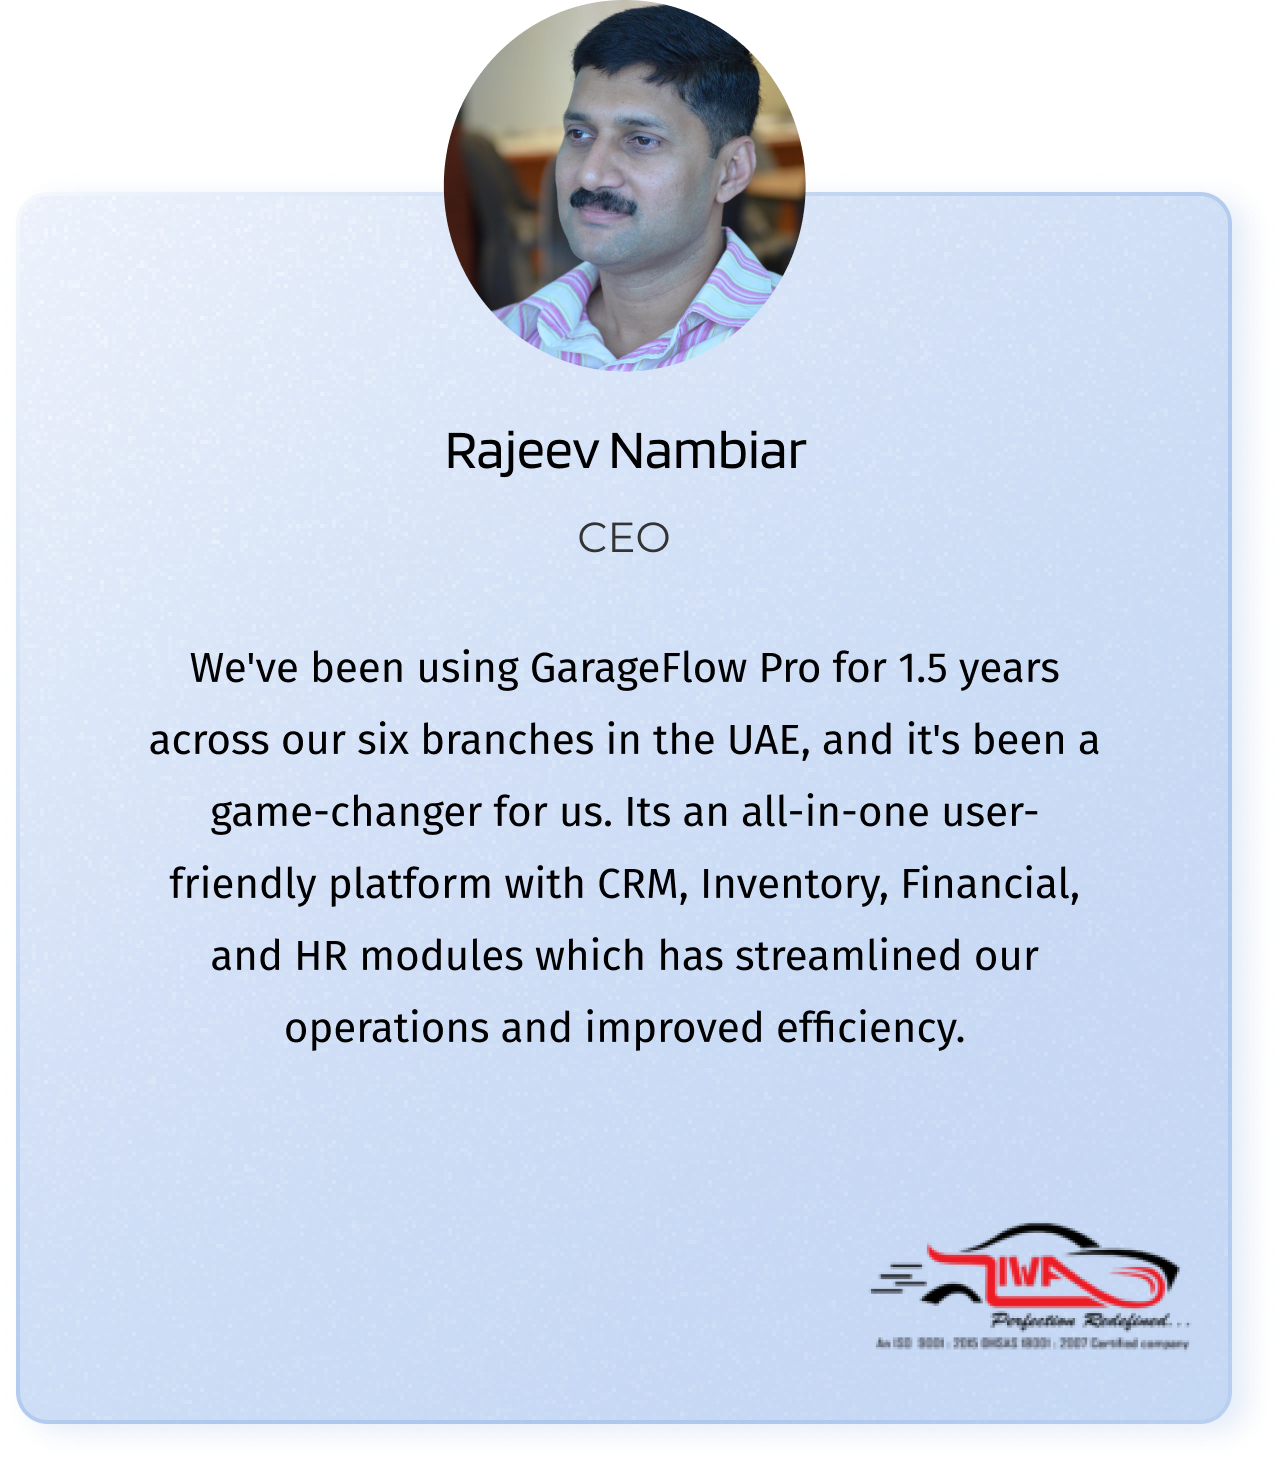 Rajeev Nambiar
CEO
We've been using GarageFlow Pro for 1.5 years
across our six branches in the UAE, and it's been a
game-changer for us. Its an all-in-one user-
friendly platform with CRM, Inventory, Financial,
and HR modules which has streamlined our
operations and improved efficiency.
LIWA
Perfection Redefined...
An ISO 9001 : 2015 OHSAS 18001 : 2007 Certified company